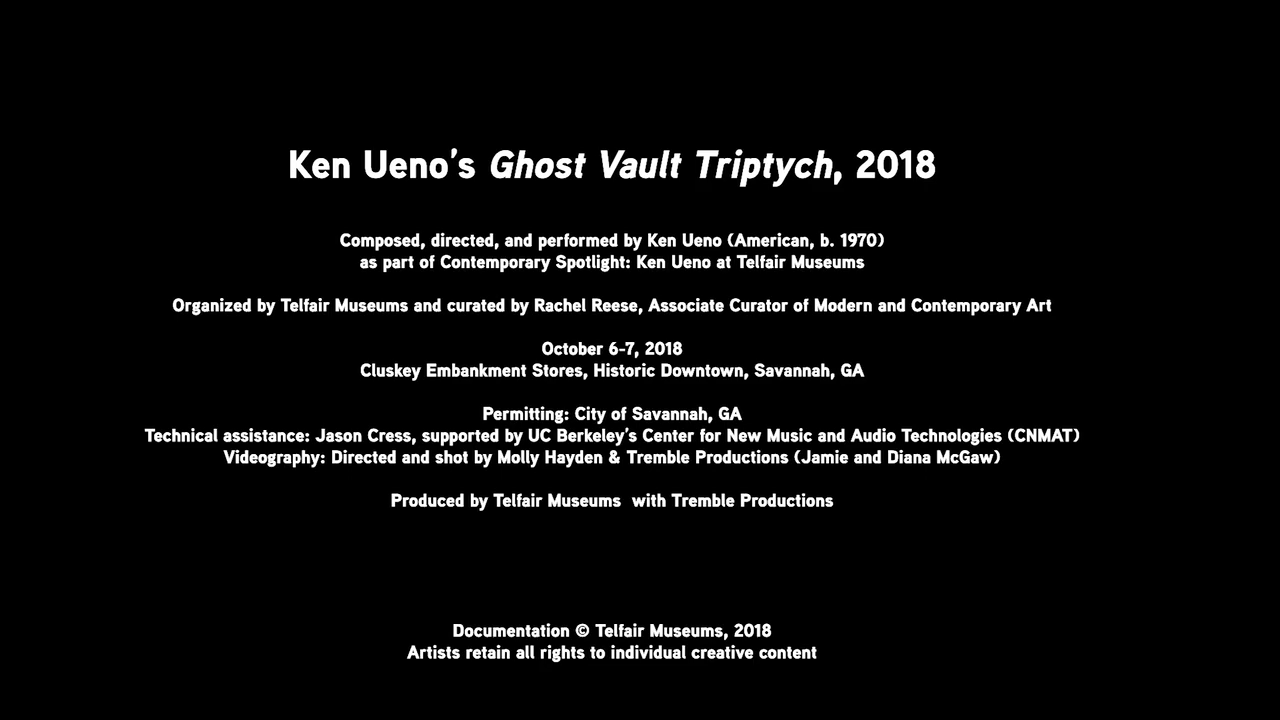 Ken Ueno's Ghost Vault Triptych, 2018
Composed, directed, and performed by Ken Ueno (American, b. 1970)
as part of Contemporary Spotlight: Ken Ueno at Telfair Museums
Organized by Telfair Museums and curated by Rachel Reese, Associate Curator of Modern and Contemporary Art
October 6-7, 2018
Cluskey Embankment Stores, Historic Downtown, Savannah, GA
Permitting: City of Savannah, GA
Technical assistance: Jason Cress, supported by UC Berkeley's Center for New Music and Audio Technologies (CNMAT)
Videography: Directed and shot by Molly Hayden & Tremble Productions (Jamie and Diana McGaw)
Produced by Telfair Museums  with Tremble Productions
Documentation © Telfair Museums, 2018
Artists retain all rights to individual creative content